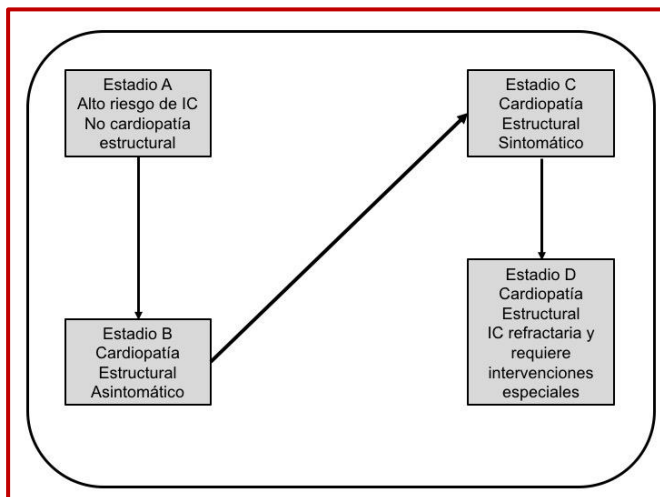 Estadio A
Alto riesgo de IC
No cardiopatía
estructural
Estadio B
Cardiopatía
Estructural
Asintomático
Estadio C
Cardiopatía
Estructural
Sintomático
Estadio D
Cardiopatía
Estructural
IC refractaria y
requiere
intervenciones
especiales